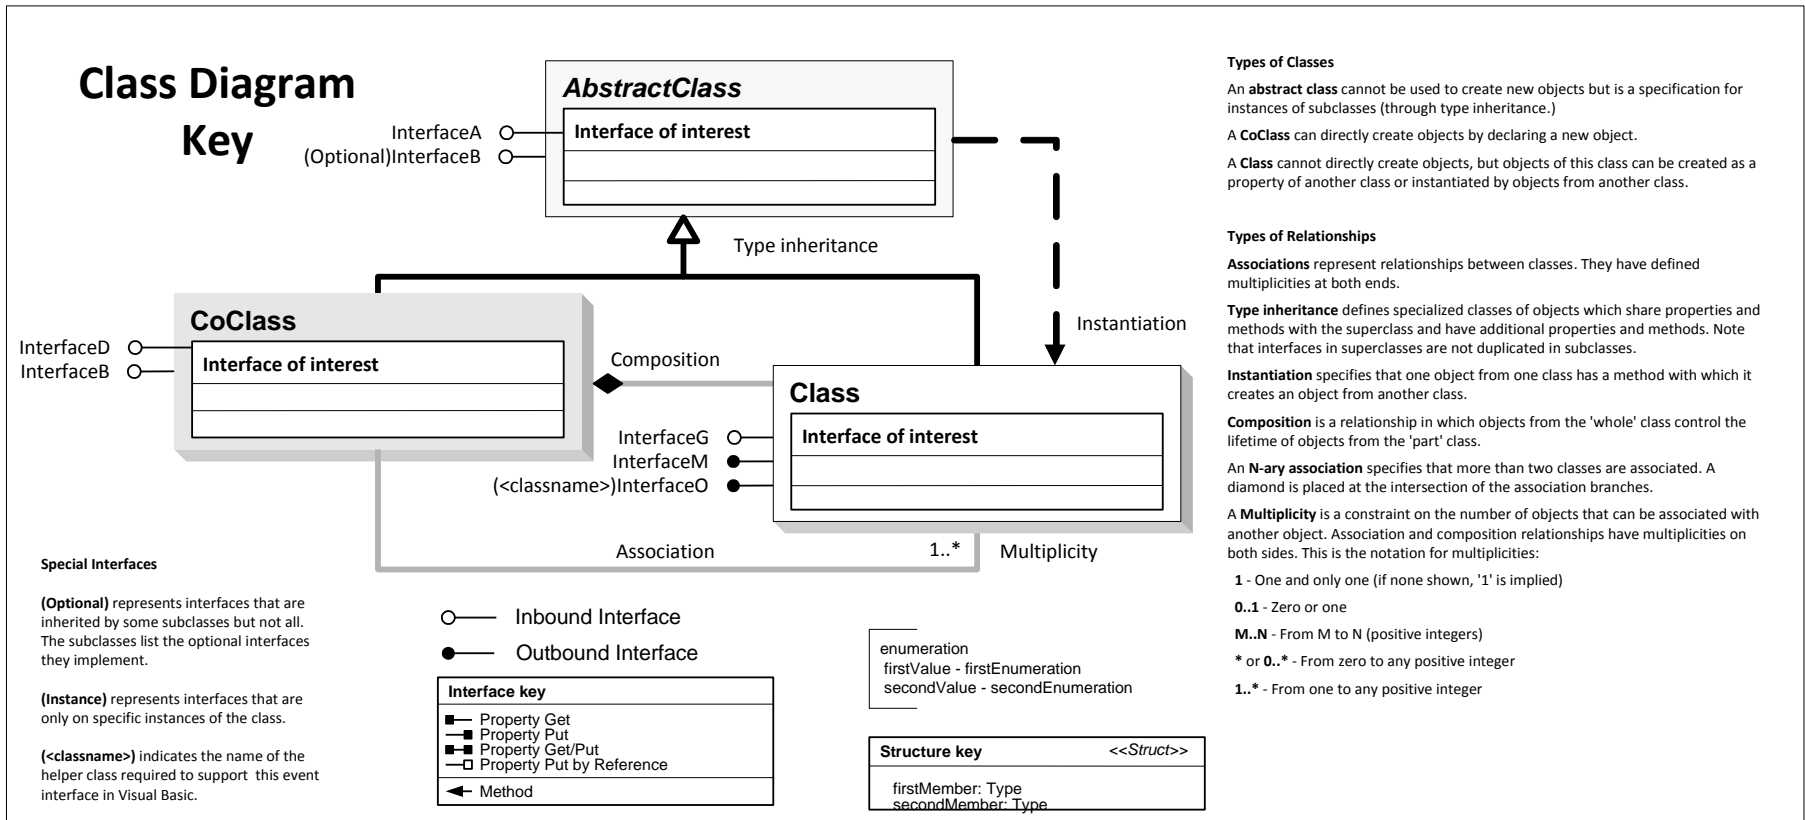 Class Diagram
Key
AbstractClass
Interface of interest
InterfaceA
(Optional)InterfaceB
Type inheritance
Instantiation
CoClass
Interface of interest
InterfaceD
InterfaceB
Composition
Class
Interface of interest
InterfaceG
InterfaceM
(<classname>)InterfaceO
Association
1..*
Multiplicity
Special Interfaces
(Optional) represents interfaces that are
inherited by some subclasses but not all.
The subclasses list the optional interfaces
they implement.
(Instance) represents interfaces that are
only on specific instances of the class.
(<classname>) indicates the name of the
helper class required to support  this event
interface in Visual Basic.
Inbound Interface
Outbound Interface
Interface key
Property Get
Property Put
Property Get/Put
Property Put by Reference
Method
enumeration
firstValue - firstEnumeration
secondValue - secondEnumeration
Structure key <<Struct>>
firstMember: Type
secondMember: Type
Types of Classes
An abstract class cannot be used to create new objects but is a specification for
instances of subclasses (through type inheritance.)
A CoClass can directly create objects by declaring a new object.
A Class cannot directly create objects, but objects of this class can be created as a
property of another class or instantiated by objects from another class.
Types of Relationships
Associations represent relationships between classes. They have defined
multiplicities at both ends.
Type inheritance defines specialized classes of objects which share properties and
methods with the superclass and have additional properties and methods. Note
that interfaces in superclasses are not duplicated in subclasses.
Instantiation specifies that one object from one class has a method with which it
creates an object from another class.
Composition is a relationship in which objects from the 'whole' class control the
lifetime of objects from the 'part' class.
An N-ary association specifies that more than two classes are associated. A
diamond is placed at the intersection of the association branches.
A Multiplicity is a constraint on the number of objects that can be associated with
another object. Association and composition relationships have multiplicities on
both sides. This is the notation for multiplicities:
1 - One and only one (if none shown, '1' is implied)
0..1 - Zero or one
M..N - From M to N (positive integers)
* or 0..* - From zero to any positive integer
1..* - From one to any positive integer